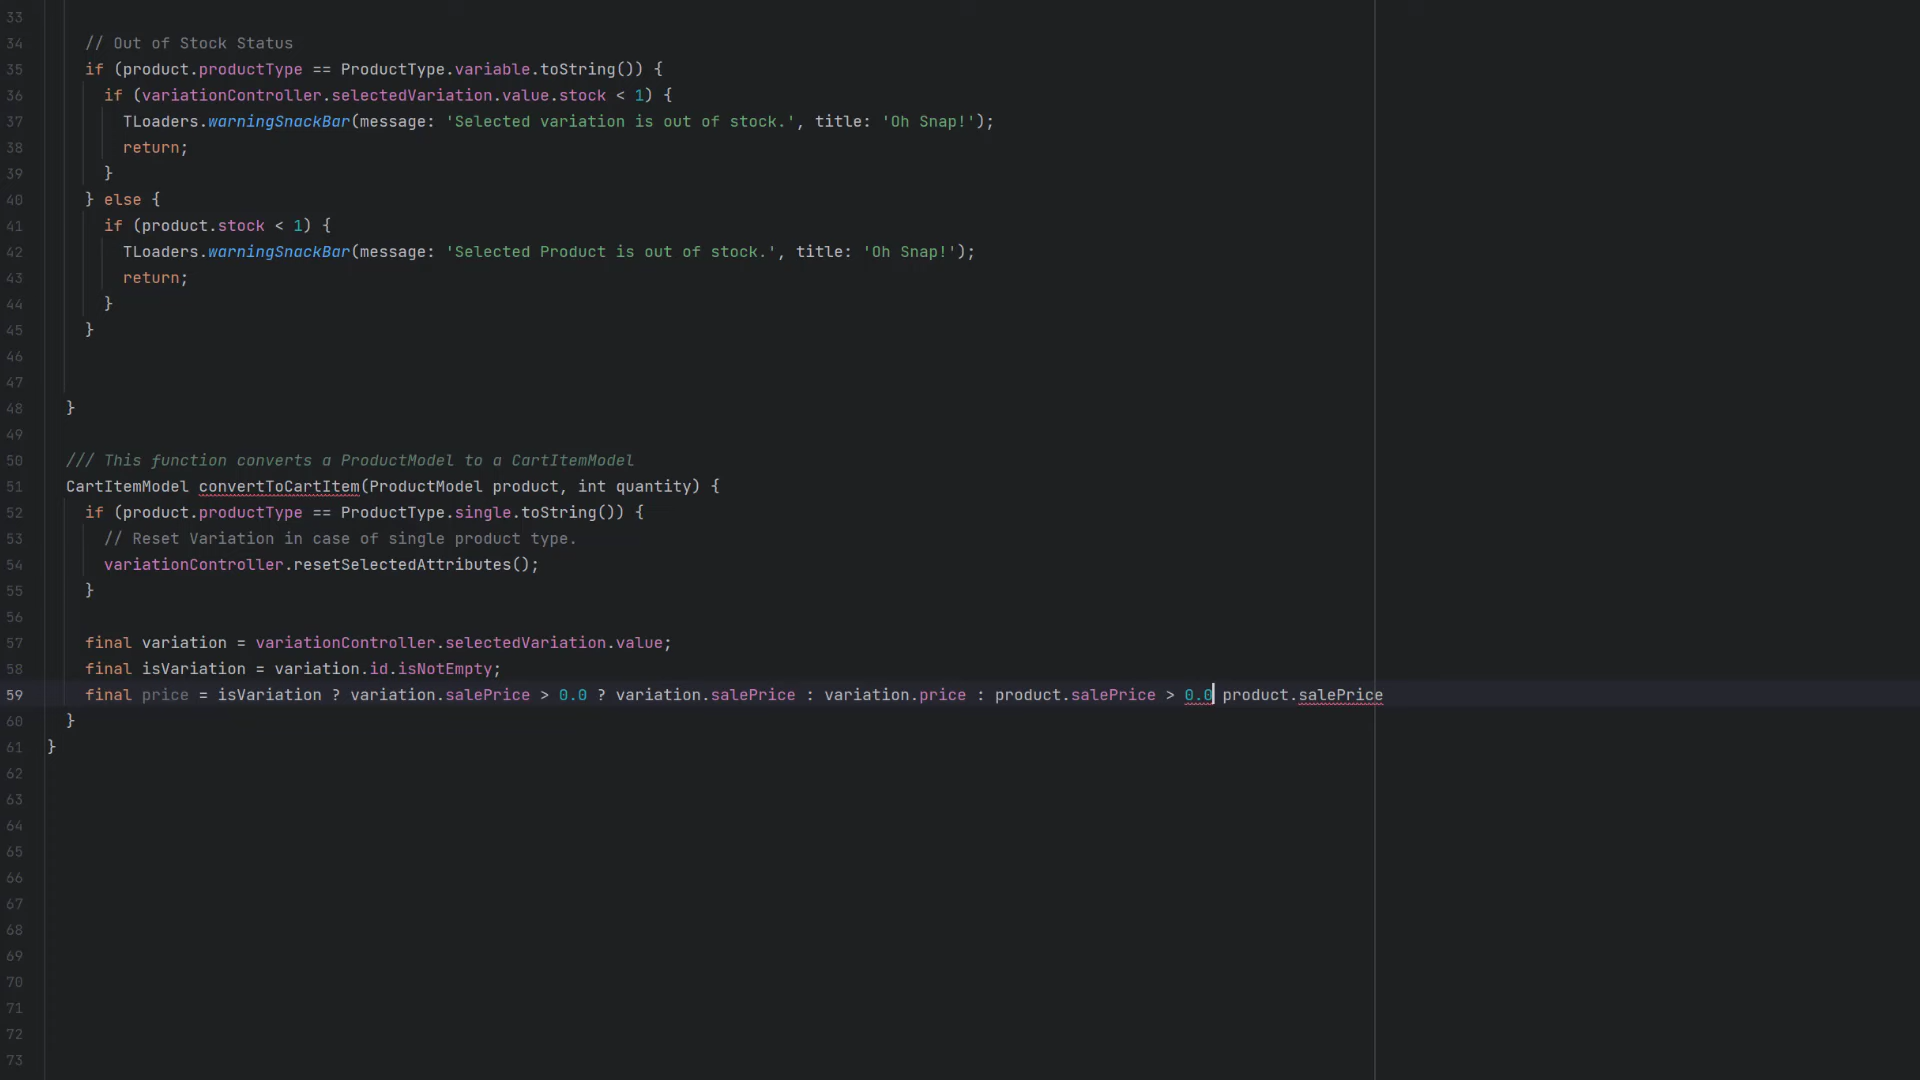 33
34 // Out of Stock Status
35 if (product.productType == ProductType.variable.toString()) {
36 if (variationController.selectedVariation.value.stock < 1) {
37 TLoaders.warningSnackBar(message: 'Selected variation is out of stock.', title: 'Oh Snap!');
38 return;
39 }
40 } else {
41 if (product.stock < 1) {
42 TLoaders.warningSnackBar(message: 'Selected Product is out of stock.', title: 'Oh Snap!');
43 return;
44 }
45 }
46
47
48 }
49
50 /// This function converts a ProductModel to a CartItemModel
51 CartItemModel convertToCartItem(ProductModel product, int quantity) {
52 if (product.productType == ProductType.single.toString()) {
53 // Reset Variation in case of single product type.
54 variationController.resetSelectedAttributes();
55 }
56
57 final variation = variationController.selectedVariation.value;
58 final isVariation = variation.id.isNotEmpty;
59 final price = isVariation ? variation.salePrice > 0.0 ? variation.salePrice : variation.price : product.salePrice > 0.0 product.salePrice
60 }
61 }
62
63
64
65
66
67
68
69
70
71
72
73